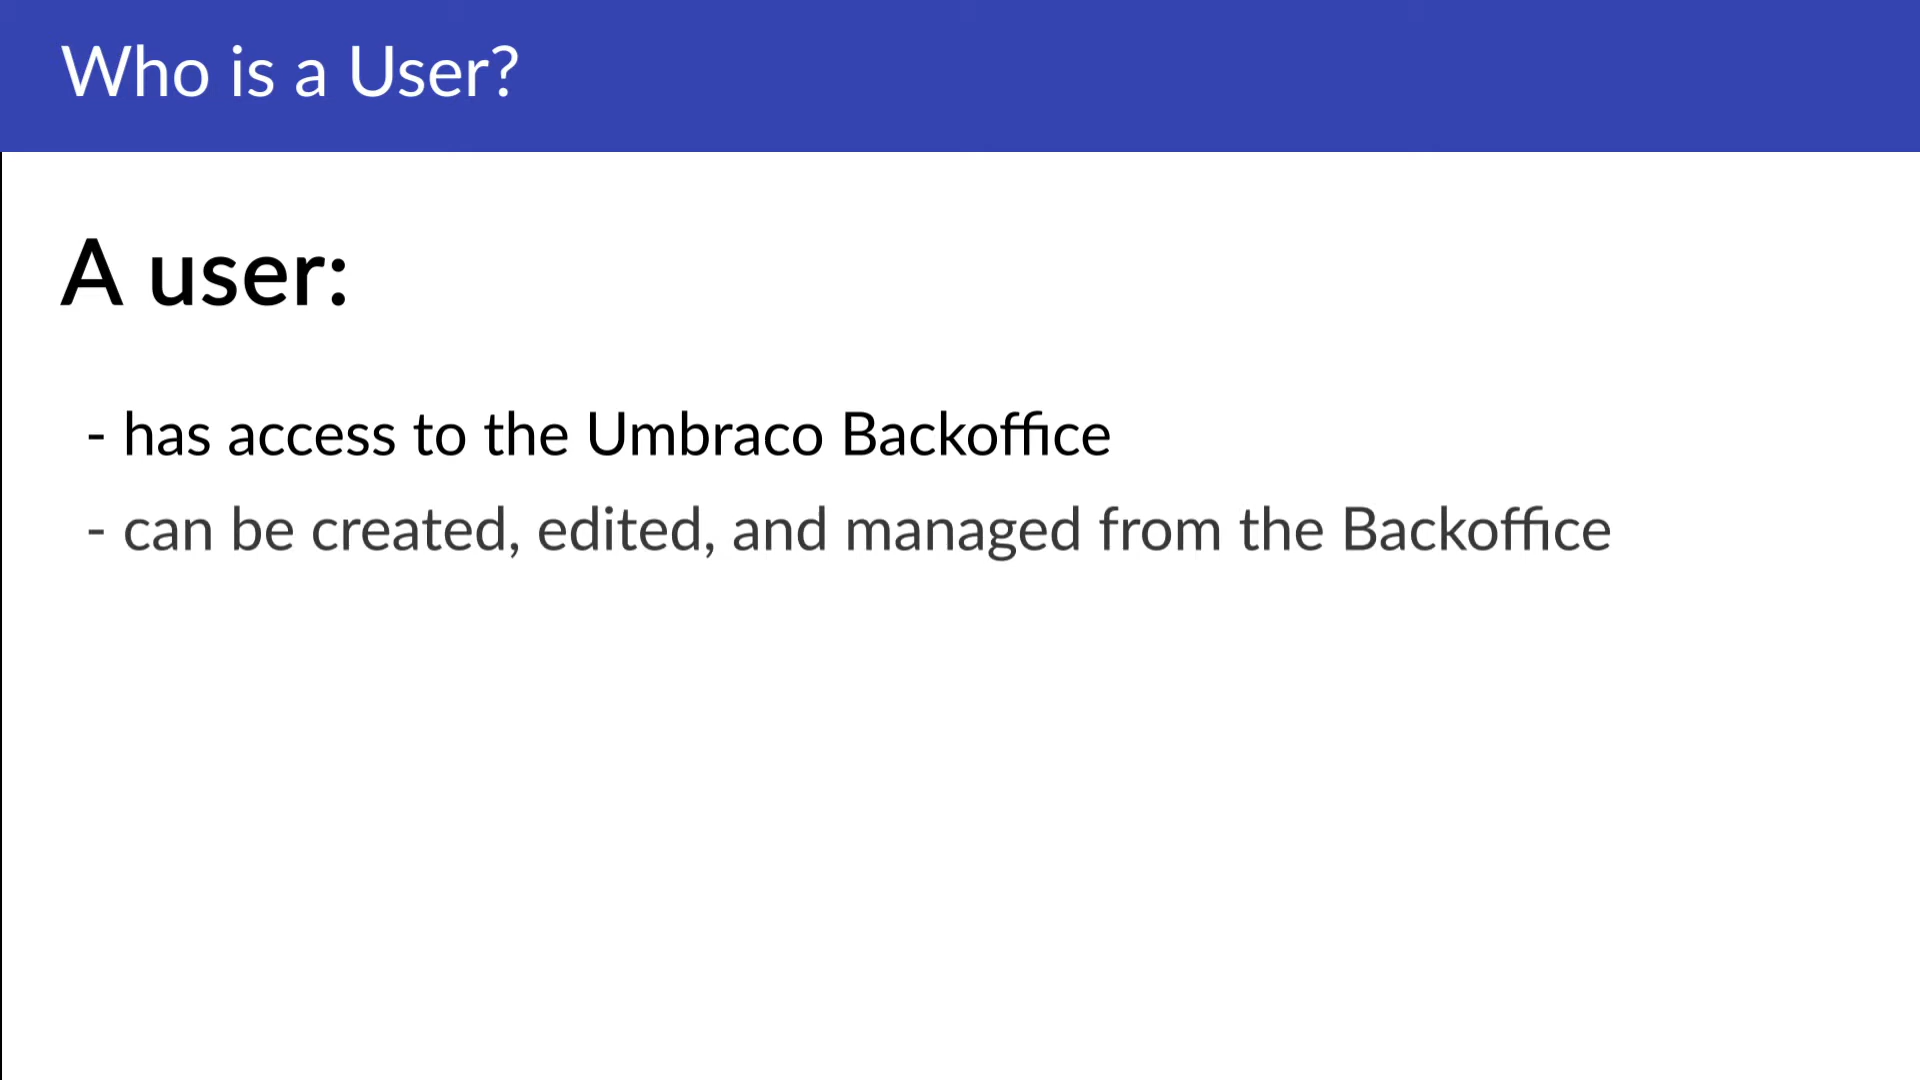 Who is a User?
A user:
- has access to the Umbraco Backoffice
- can be created, edited, and managed from the Backoffice